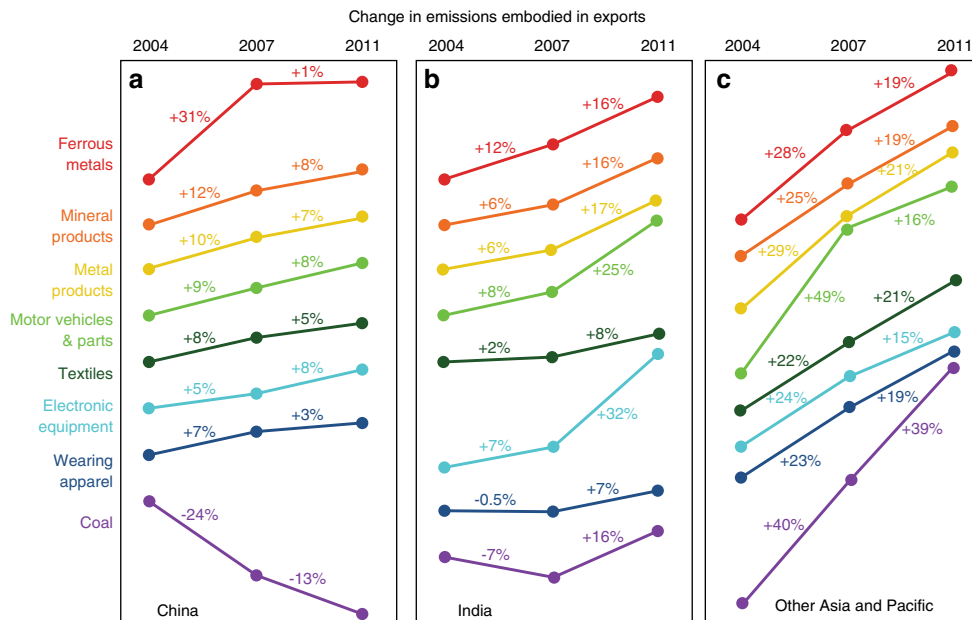 Change in emissions embodied in exports
2004 2007 2011 2004 2007 2011 2004 2007 2011
a
+31%
+1%
+12%
+8%
+10%
+7%
+9%
+8%
+8%
+5%
+5%
+8%
+7%
+3%
-24%
-13%
China
Ferrous
metals
Mineral
products
Metal
products
Motor vehicles
& parts
Textiles
Electronic
equipment
Wearing
apparel
Coal
b
+12%
+16%
+6%
+16%
+6%
+17%
+8%
+25%
+2%
+8%
+7%
+32%
-0.5%
+7%
-7%
+16%
India
c
+28%
+19%
+25%
+19%
+29%
+21%
+49%
+16%
+22%
+21%
+24%
+15%
+23%
+19%
+40%
+39%
Other Asia and Pacific